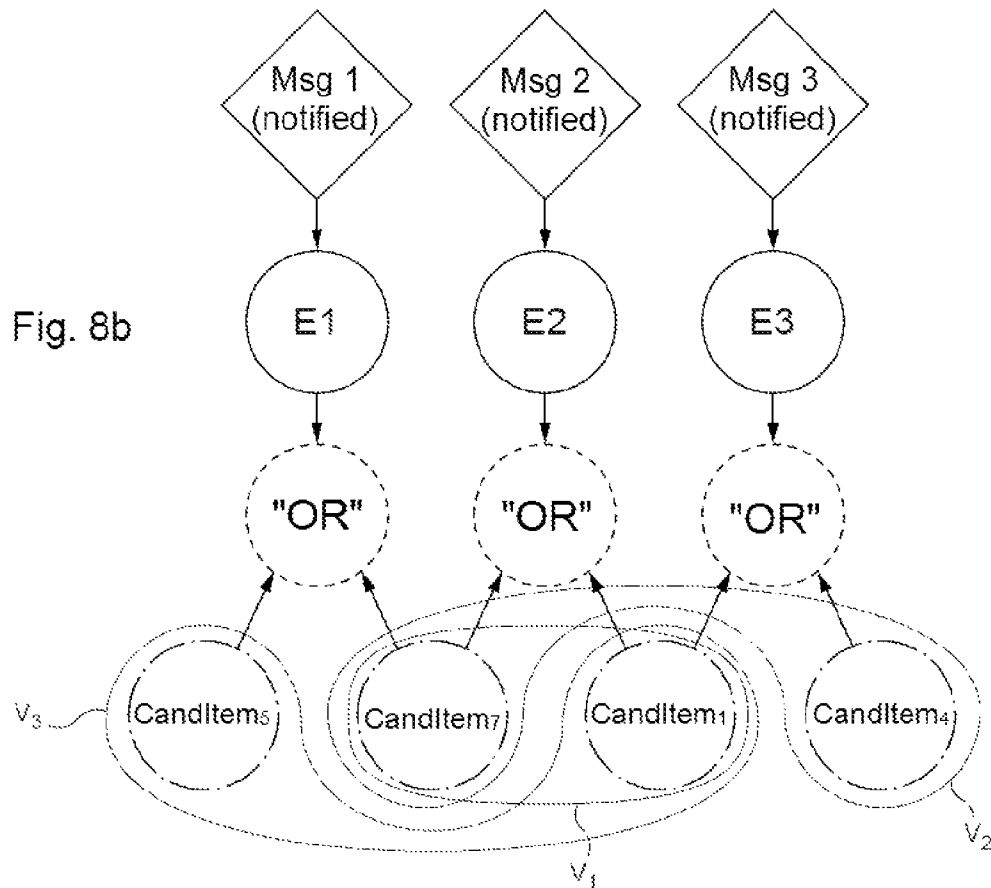 Msg 1
(notified)
Msg 2
(notified)
Msg 3
(notified)
Fig. 8b
E1
E2
E3
"OR"
"OR"
"OR"
V₃
CandItem₅
CandItem₇
CandItem₁
CandItem₄
V₂
V₁